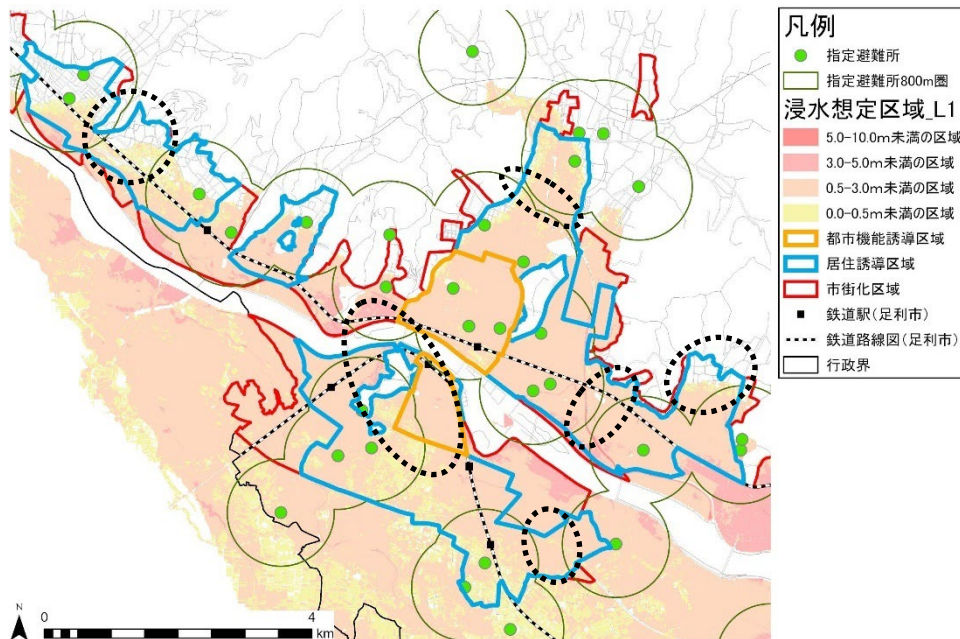 凡例
指定避難所
指定避難所800m圏
浸水想定区域_L1
5.0-10.0m未満の区域
3.0-5.0m未満の区域
0.5-3.0m未満の区域
0.0-0.5m未満の区域
都市機能誘導区域
居住誘導区域
市街化区域
鉄道駅(足利市)
鉄道路線図(足利市)
行政界
N
0 4
km